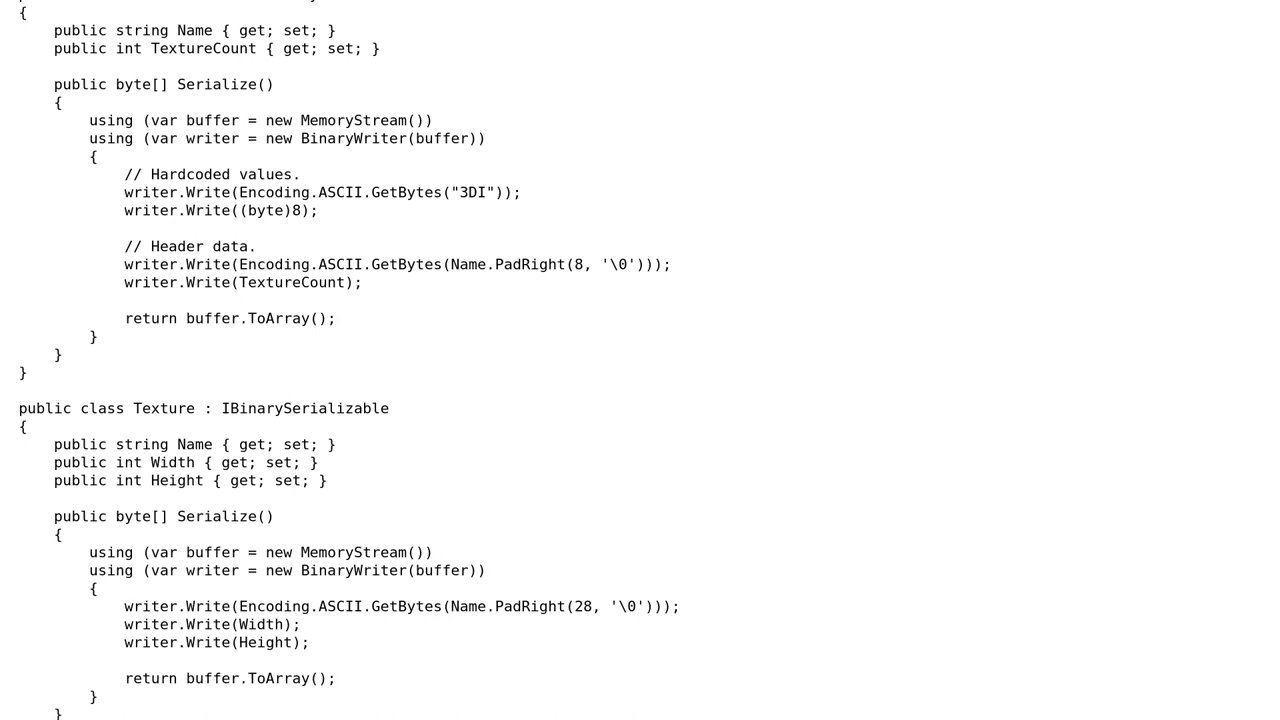 {
    public string Name { get; set; }
    public int TextureCount { get; set; }

    public byte[] Serialize()
    {
        using (var buffer = new MemoryStream())
        using (var writer = new BinaryWriter(buffer))
        {
            // Hardcoded values.
            writer.Write(Encoding.ASCII.GetBytes("3DI"));
            writer.Write((byte)8);

            // Header data.
            writer.Write(Encoding.ASCII.GetBytes(Name.PadRight(8, '\0')));
            writer.Write(TextureCount);

            return buffer.ToArray();
        }
    }
}

public class Texture : IBinarySerializable
{
    public string Name { get; set; }
    public int Width { get; set; }
    public int Height { get; set; }

    public byte[] Serialize()
    {
        using (var buffer = new MemoryStream())
        using (var writer = new BinaryWriter(buffer))
        {
            writer.Write(Encoding.ASCII.GetBytes(Name.PadRight(28, '\0')));
            writer.Write(Width);
            writer.Write(Height);

            return buffer.ToArray();
        }
    }